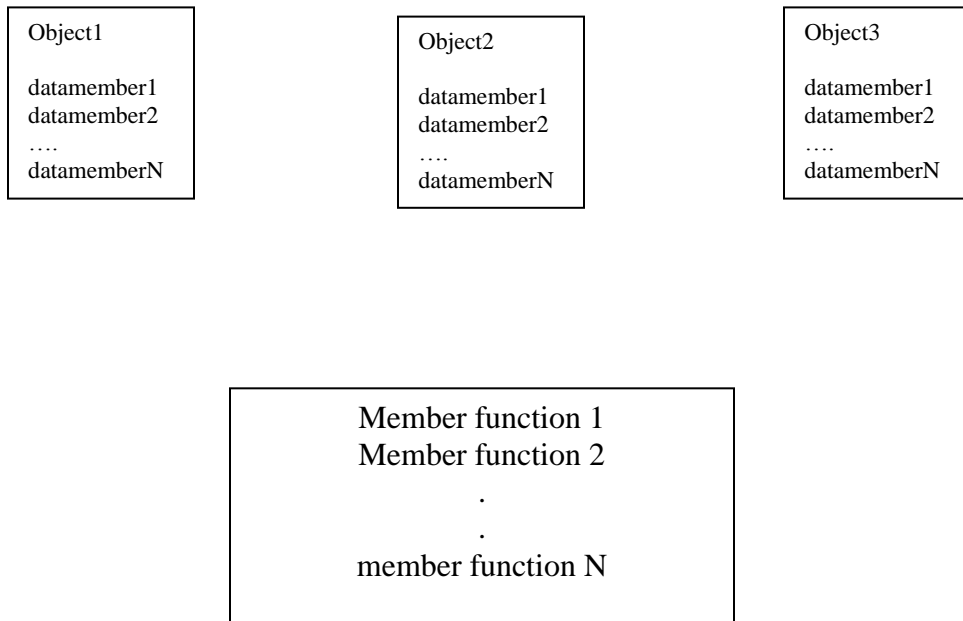 Object1
datamember1
datamember2
….
datamemberN
Object2
datamember1
datamember2
….
datamemberN
Object3
datamember1
datamember2
….
datamemberN
Member function 1
Member function 2
.
.
member function N